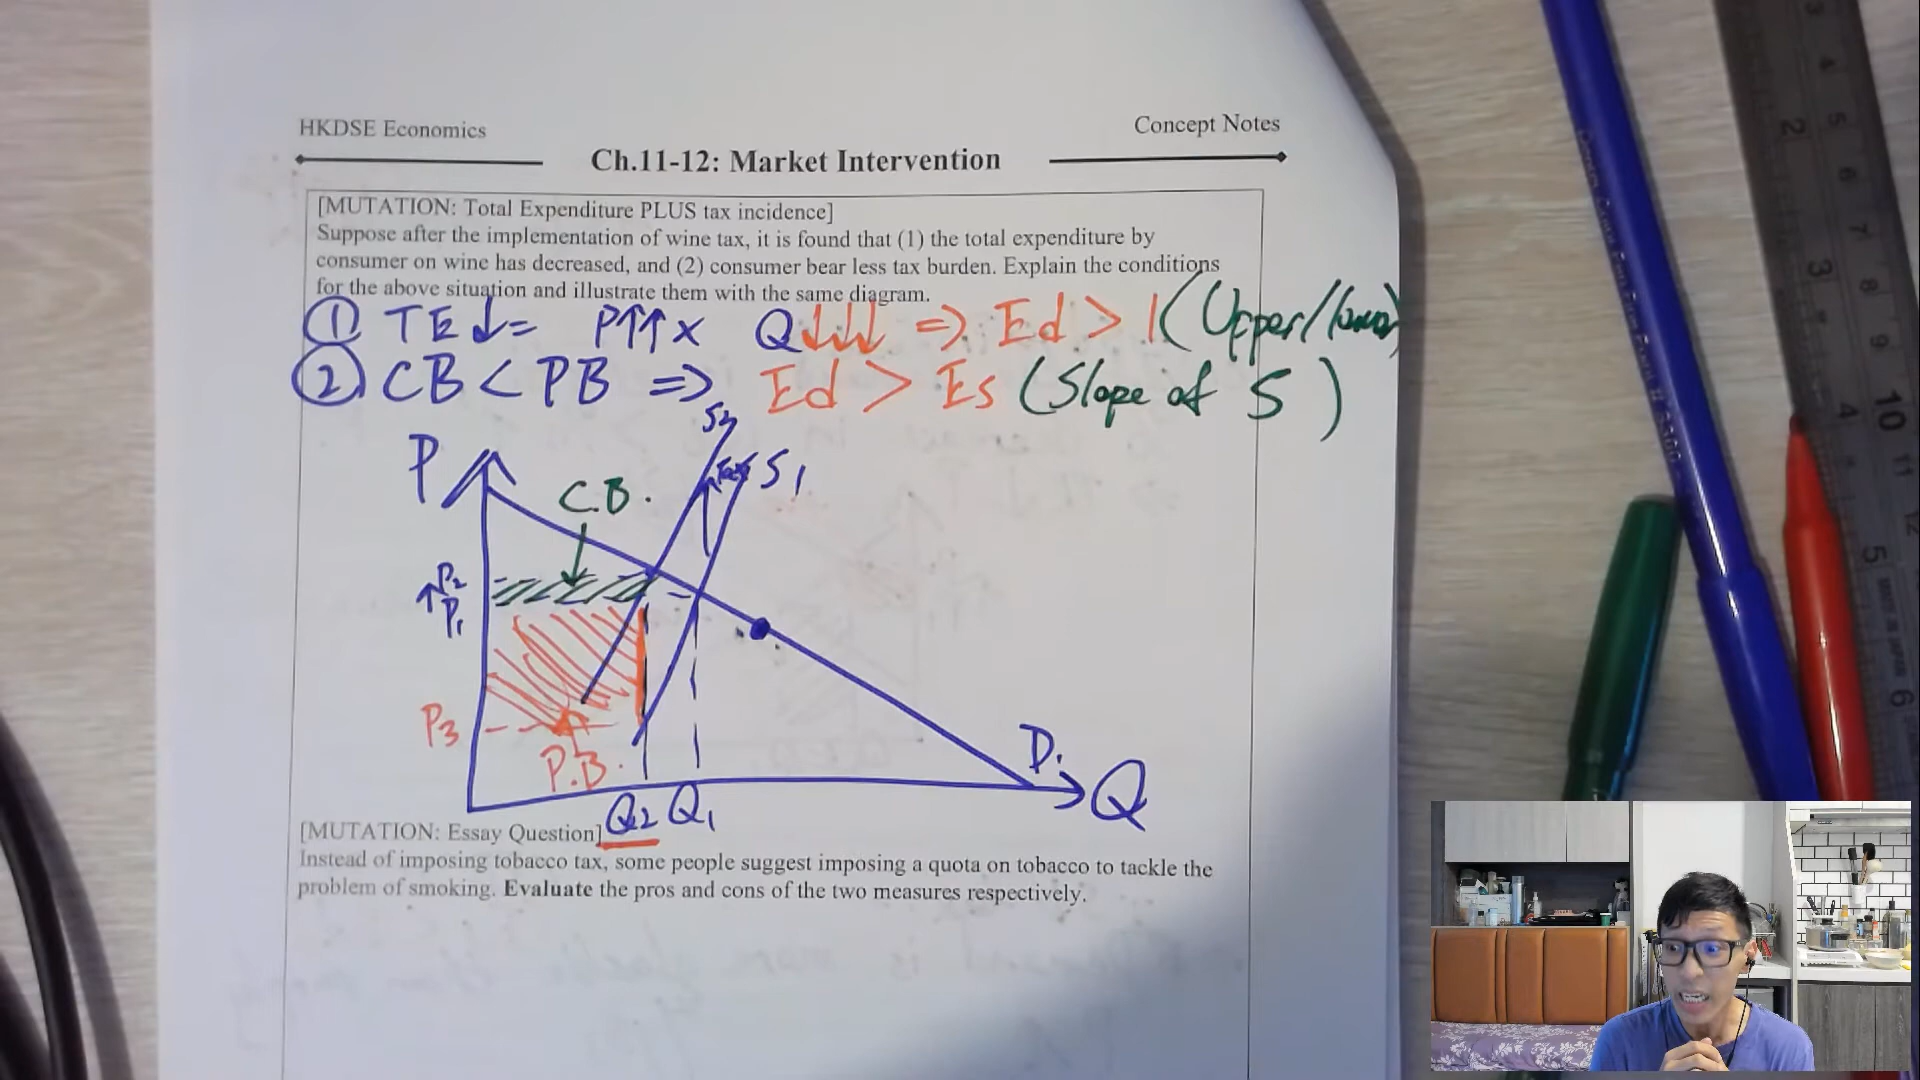 HKDSE Economics
Concept Notes
Ch.11-12: Market Intervention
[MUTATION: Total Expenditure PLUS tax incidence]
Suppose after the implementation of wine tax, it is found that (1) the total expenditure by
consumer on wine has decreased, and (2) consumer bear less tax burden. Explain the conditions
for the above situation and illustrate them with the same diagram.
① TE↓= P↑↑ x Q↓↓↓ => Ed > 1 (Upper/lower)
② CB < PB => Ed > Es (Slope of S)
S2
P
Tax
S1
C.B.
↑P2
P1
P3
P.B.
D.
Q
Q2 Q1
[MUTATION: Essay Question]
Instead of imposing tobacco tax, some people suggest imposing a quota on tobacco to tackle the
problem of smoking. Evaluate the pros and cons of the two measures respectively.